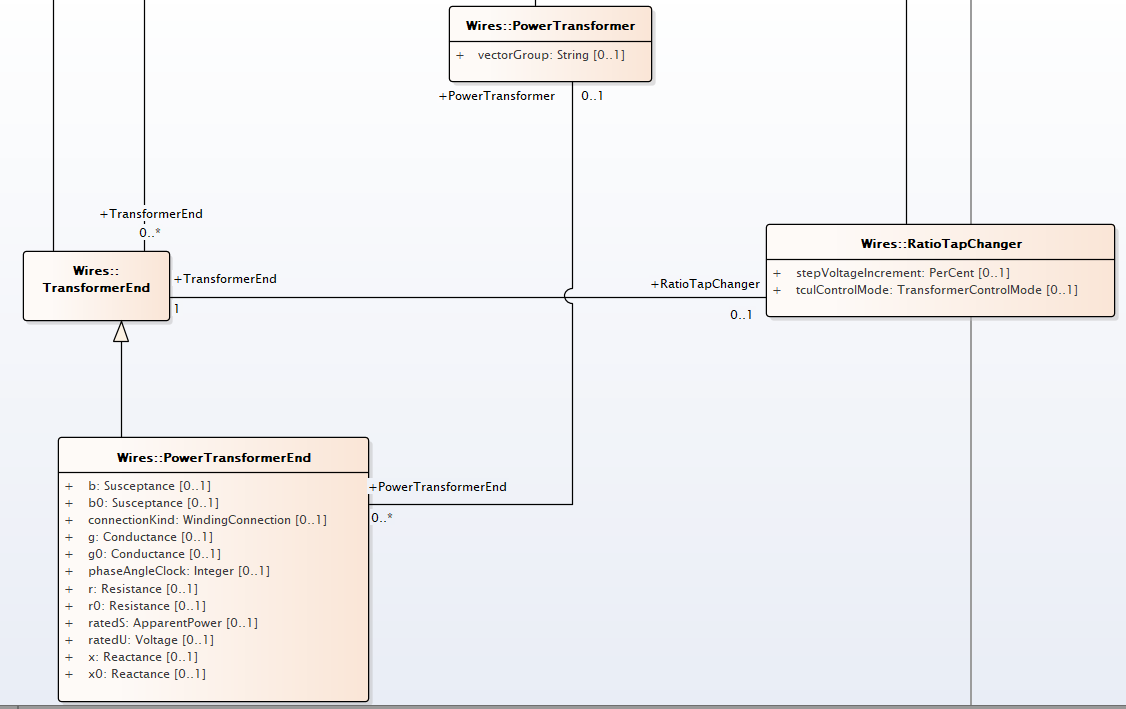 Wires::PowerTransformer
+ vectorGroup: String [0..1]
+PowerTransformer 0..1
+TransformerEnd
0..*
Wires::
TransformerEnd
+TransformerEnd
1
+RatioTapChanger
0..1
Wires::RatioTapChanger
+ stepVoltageIncrement: PerCent [0..1]
+ tculControlMode: TransformerControlMode [0..1]
Wires::PowerTransformerEnd
+ b: Susceptance [0..1]
+ b0: Susceptance [0..1]
+ connectionKind: WindingConnection [0..1]
+ g: Conductance [0..1]
+ g0: Conductance [0..1]
+ phaseAngleClock: Integer [0..1]
+ r: Resistance [0..1]
+ r0: Resistance [0..1]
+ ratedS: ApparentPower [0..1]
+ ratedU: Voltage [0..1]
+ x: Reactance [0..1]
+ x0: Reactance [0..1]
+PowerTransformerEnd
0..*